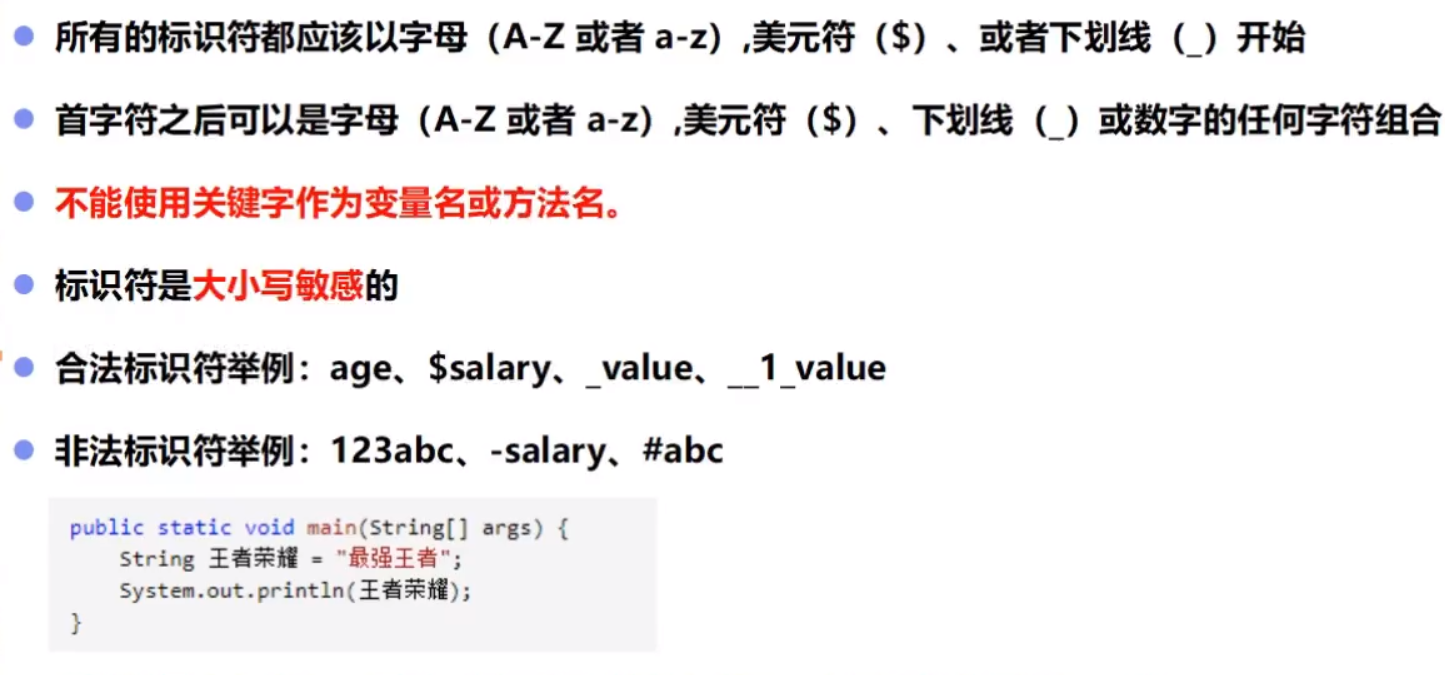 所有的标识符都应该以字母（A-Z 或者 a-z）,美元符（$）、或者下划线（_）开始
首字符之后可以是字母（A-Z 或者 a-z）,美元符（$）、下划线（_）或数字的任何字符组合
不能使用关键字作为变量名或方法名。
标识符是大小写敏感的
合法标识符举例：age、$salary、_value、__1_value
非法标识符举例：123abc、-salary、#abc
public static void main(String[] args) {
    String 王者荣耀 = "最强王者";
    System.out.println(王者荣耀);
}